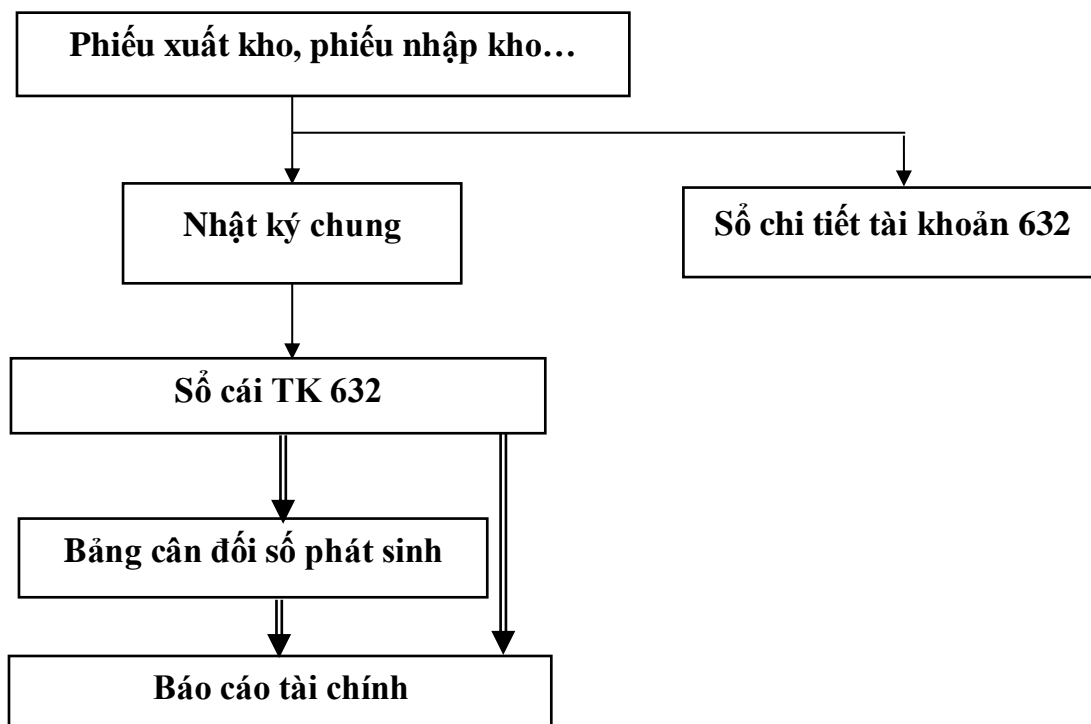 Phiếu xuất kho, phiếu nhập kho…
Nhật ký chung
Sổ chi tiết tài khoản 632
Sổ cái TK 632
Bảng cân đối số phát sinh
Báo cáo tài chính